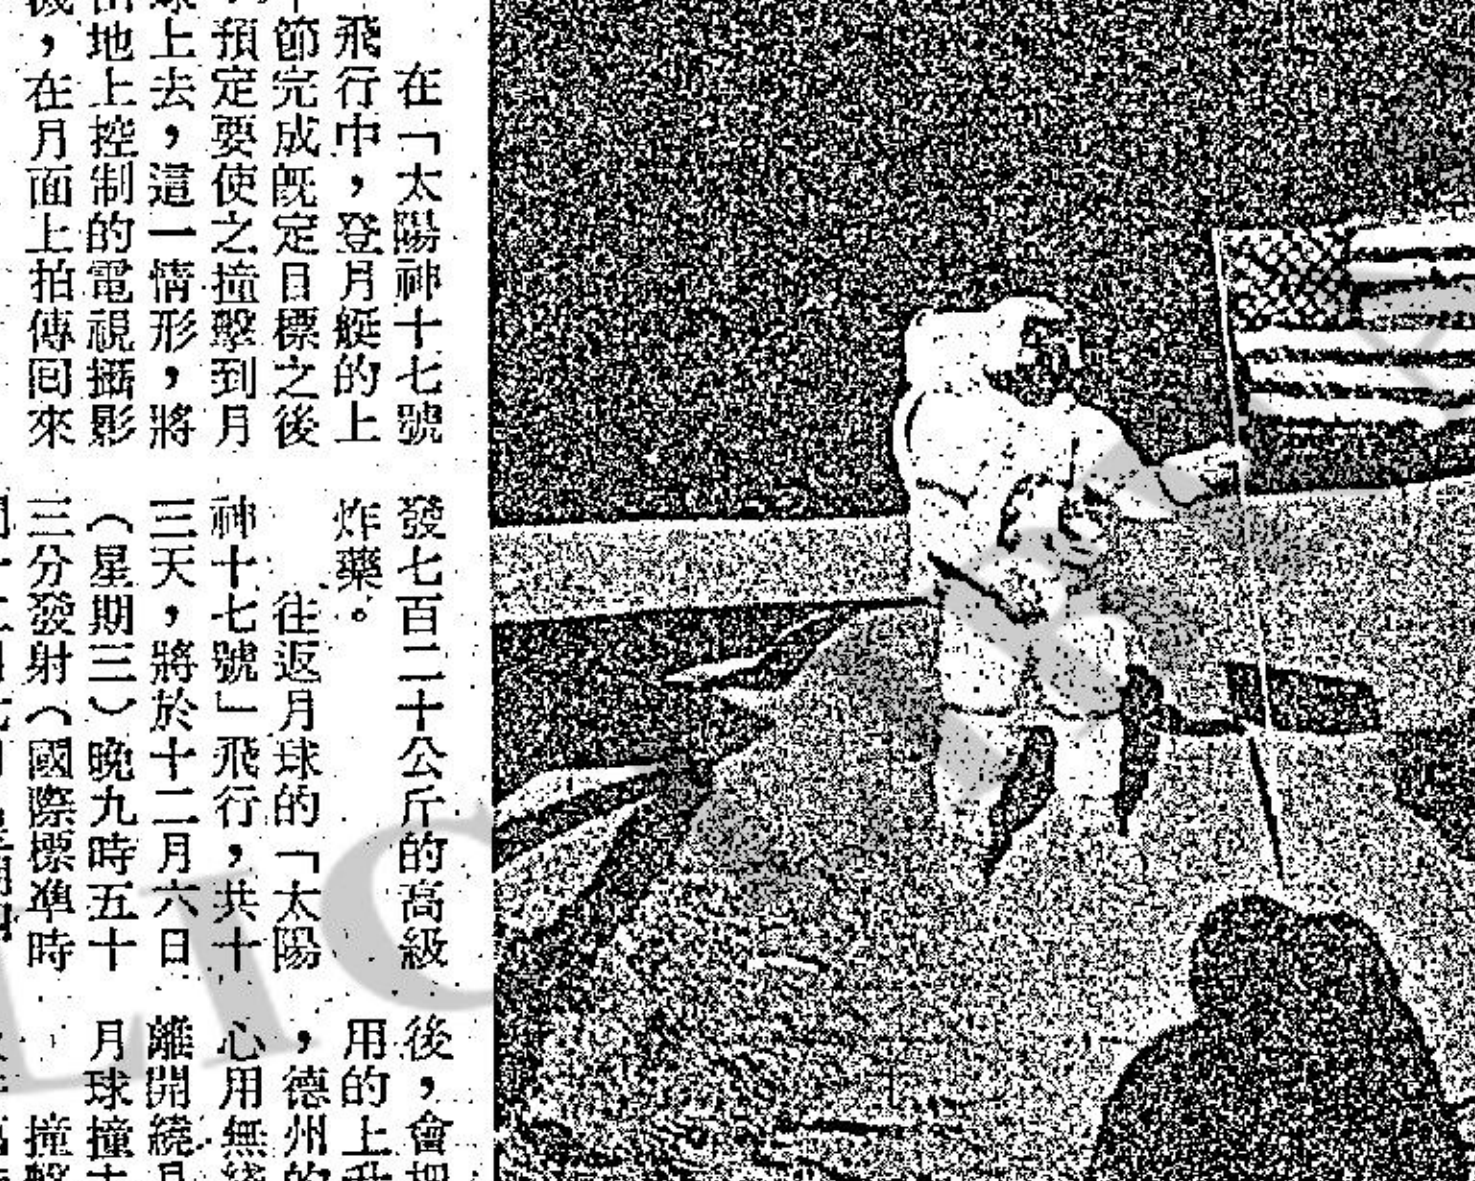 在「太陽神十七號
飛行中，登月艇的上
節完成既定目標之後
預定要使之撞擊到月
上去，這一情形，將
地上控制的電視攝影
，在月面上拍傳回來
發七百二十公斤的高級
炸藥。
往返月球的「太陽
神十七號」飛行，共十
三天，將於十二月六日
（星期三）晚九時五十
三分發射（國際標準時
後，會
用的上
，德州的
心用無
離開繞月
月球撞
撞擊
LIC